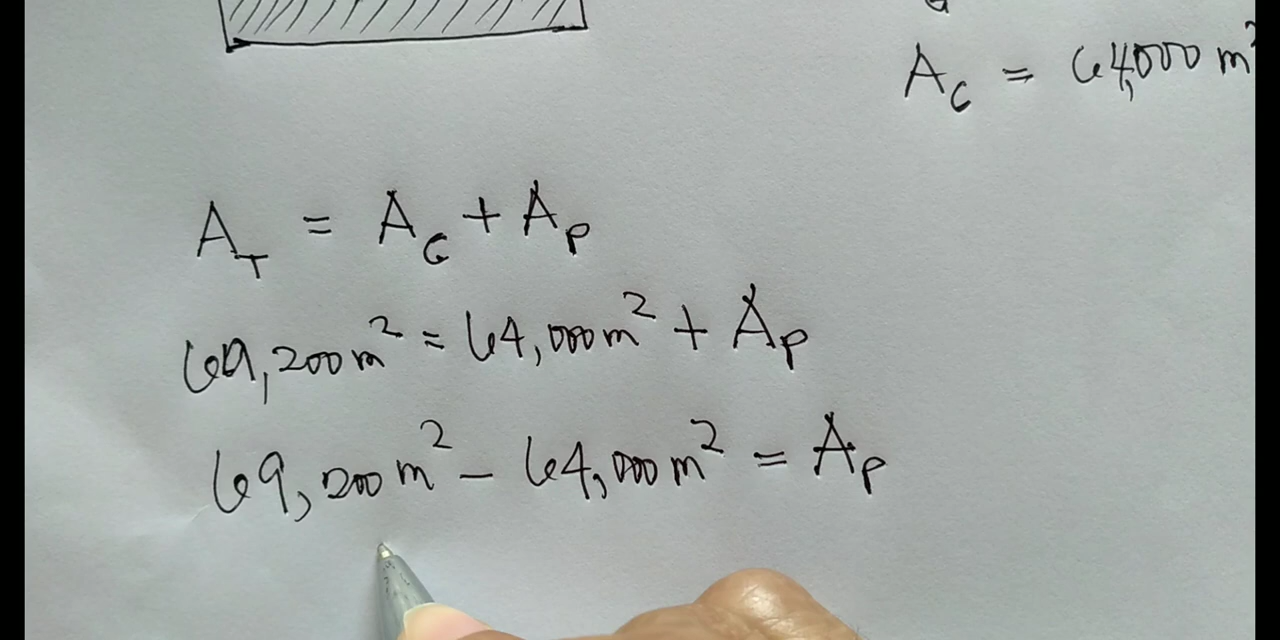 A_C = 64,000 m²
A_T = A_C + A_P
69,200 m² = 64,000 m² + A_P
69,200 m² - 64,000 m² = A_P